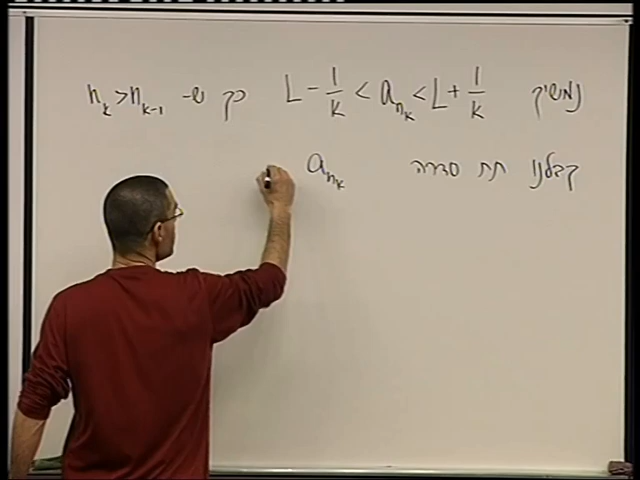 נמשיך L - 1/k < a_{n_k} < L + 1/k כך ש- n_k > n_{k-1}
קבלנו תת סדרה a_{n_k}